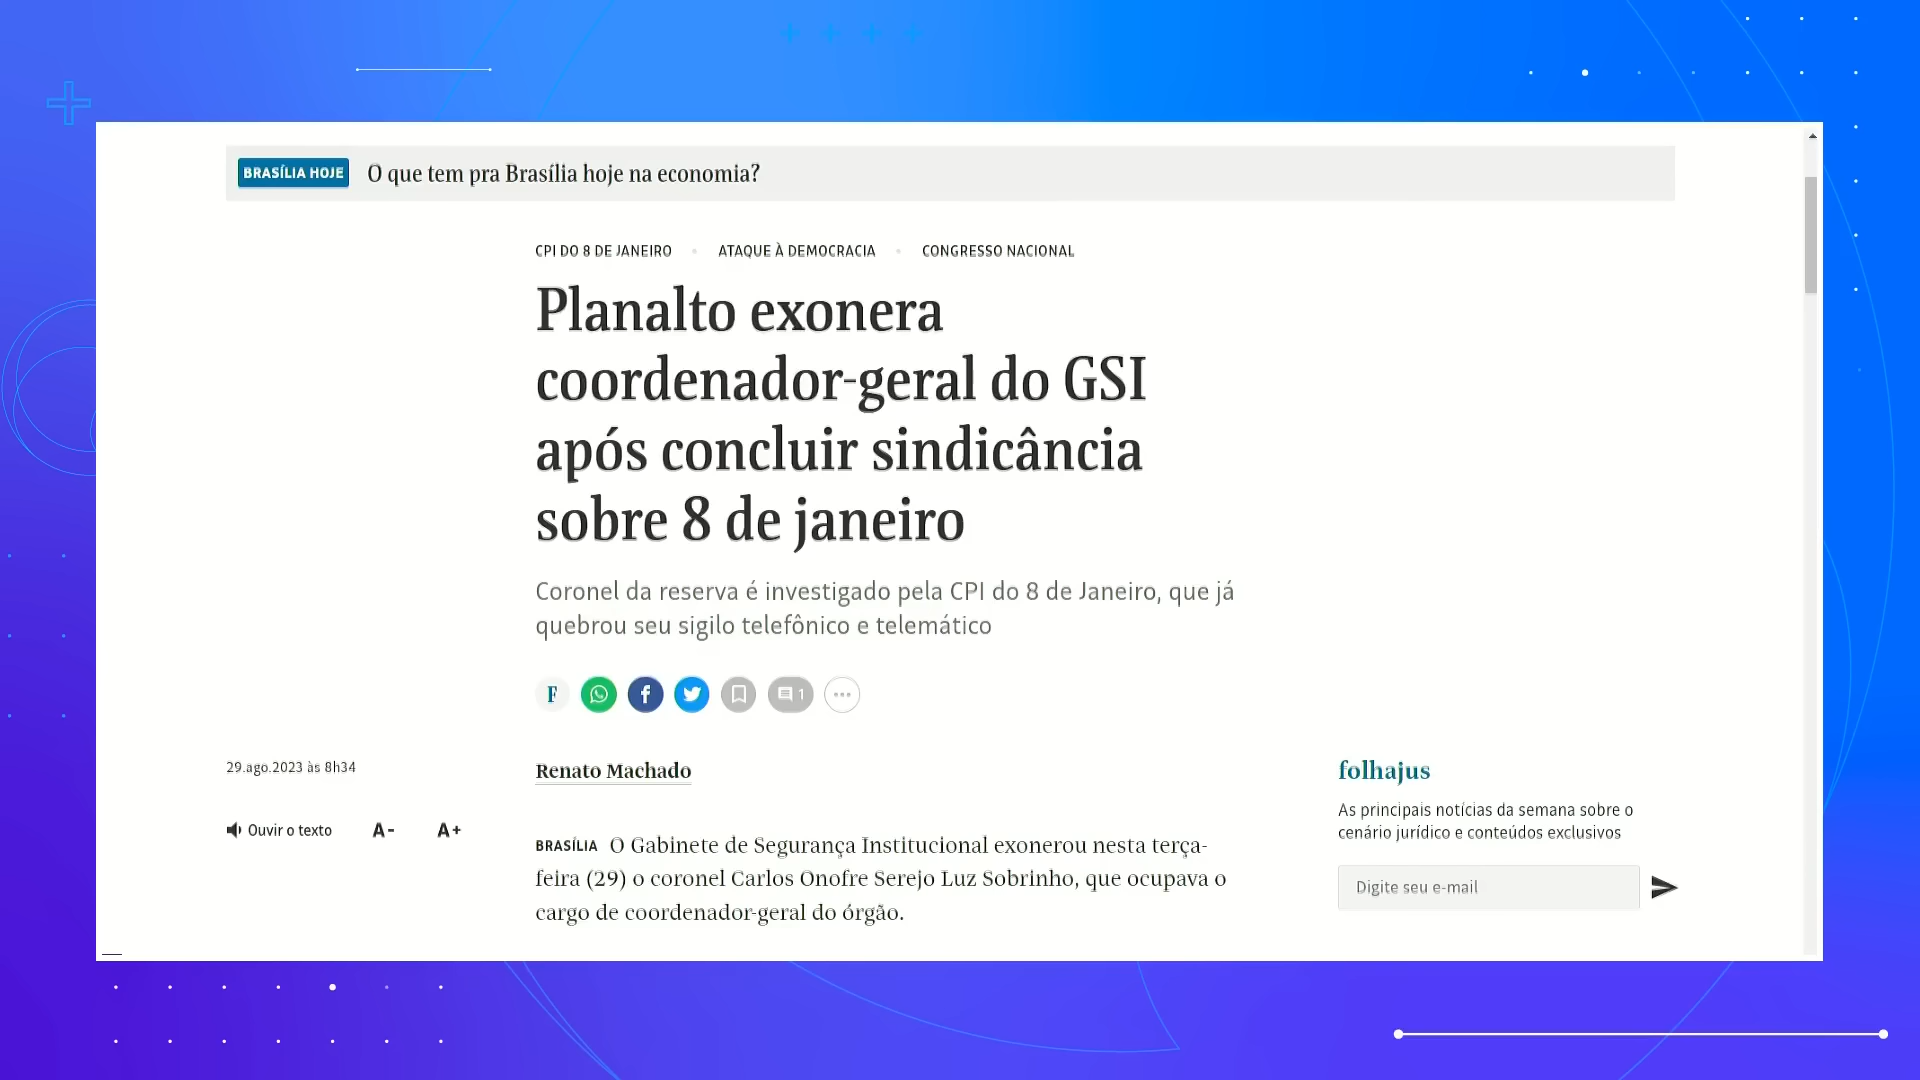 BRASÍLIA HOJE O que tem pra Brasília hoje na economia?
CPI DO 8 DE JANEIRO • ATAQUE À DEMOCRACIA • CONGRESSO NACIONAL
Planalto exonera
coordenador-geral do GSI
após concluir sindicância
sobre 8 de janeiro
Coronel da reserva é investigado pela CPI do 8 de Janeiro, que já
quebrou seu sigilo telefônico e telemático
F
1
29.ago.2023 às 8h34
Ouvir o texto A- A+
Renato Machado
BRASÍLIA O Gabinete de Segurança Institucional exonerou nesta terça-
feira (29) o coronel Carlos Onofre Serejo Luz Sobrinho, que ocupava o
cargo de coordenador-geral do órgão.
folhajus
As principais notícias da semana sobre o
cenário jurídico e conteúdos exclusivos
Digite seu e-mail